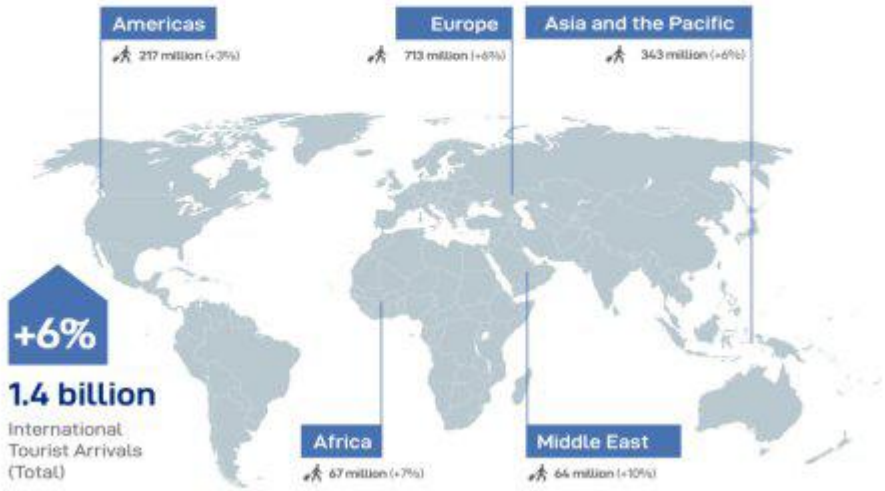 Americas
217 million (+3%)
Europe
713 million (+6%)
Asia and the Pacific
343 million (+6%)
+6%
1.4 billion
International
Tourist Arrivals
(Total)
Africa
67 million (+7%)
Middle East
64 million (+10%)